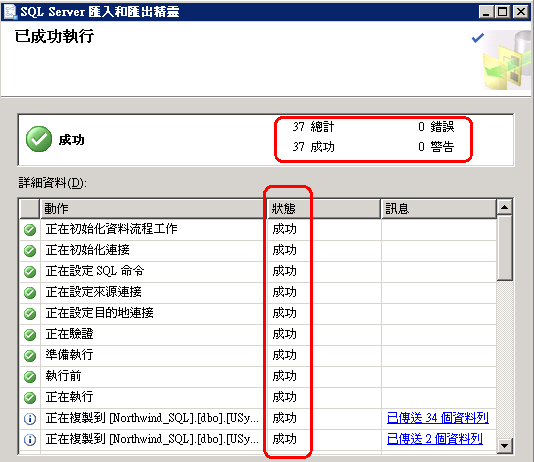 SQL Server 匯入和匯出精靈
已成功執行
成功
37 總計 0 錯誤
37 成功 0 警告
詳細資料(D):
動作 狀態 訊息
正在初始化資料流程工作 成功
正在初始化連接 成功
正在設定 SQL 命令 成功
正在設定來源連接 成功
正在設定目的地連接 成功
正在驗證 成功
準備執行 成功
執行前 成功
正在執行 成功
正在複製到 [Northwind_SQL].[dbo].[USy... 成功 已傳送 34 個資料列
正在複製到 [Northwind_SQL].[dbo].[USy... 成功 已傳送 2 個資料列